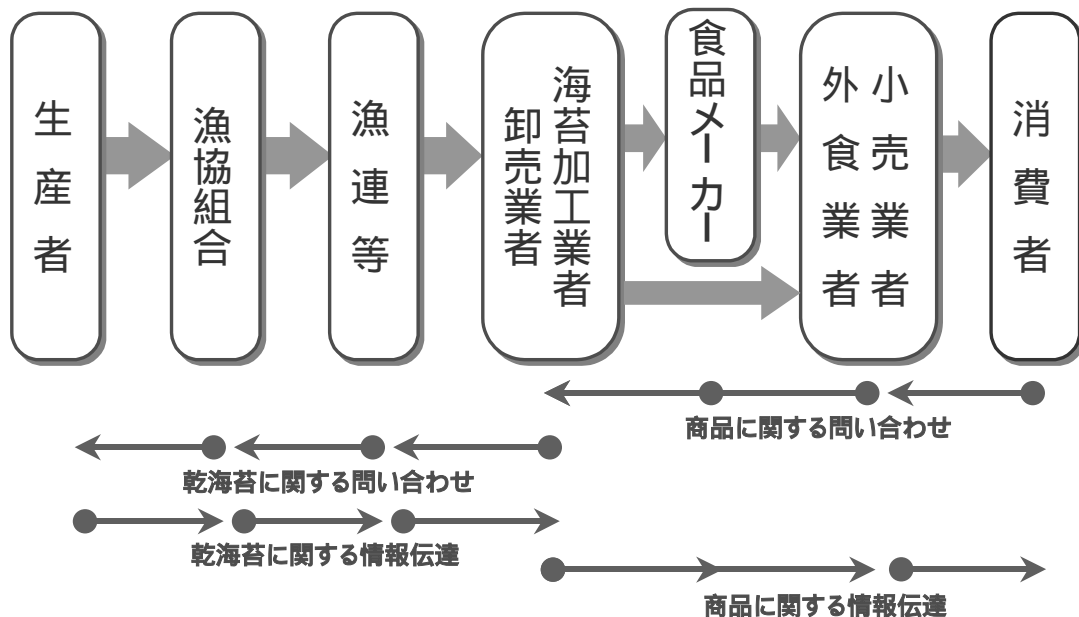 生産者
漁協組合
漁連等
海苔加工業者
卸売業者
食品メーカー
小売業者
外食業者
消費者
商品に関する問い合わせ
乾海苔に関する問い合わせ
乾海苔に関する情報伝達
商品に関する情報伝達